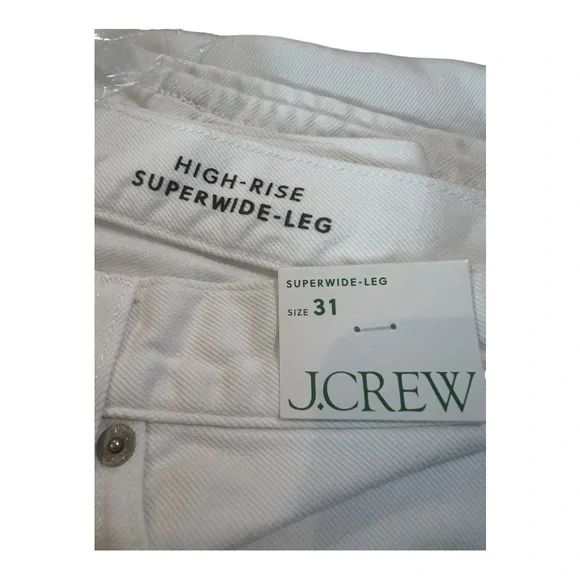 HIGH-RISE
SUPERWIDE-LEG
SUPERWIDE-LEG
SIZE 31
J.CREW